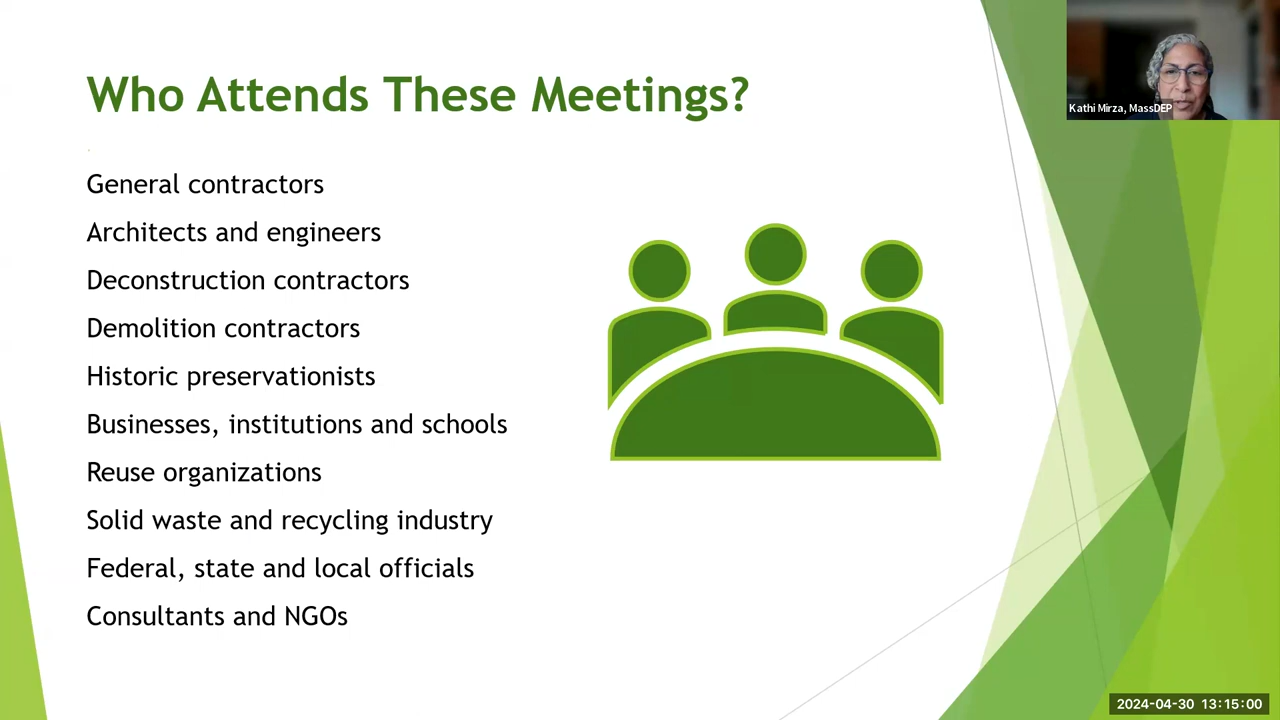 Who Attends These Meetings?
General contractors
Architects and engineers
Deconstruction contractors
Demolition contractors
Historic preservationists
Businesses, institutions and schools
Reuse organizations
Solid waste and recycling industry
Federal, state and local officials
Consultants and NGOs
Kathi Mirza, MassDEP
2024-04-30 13:15:00